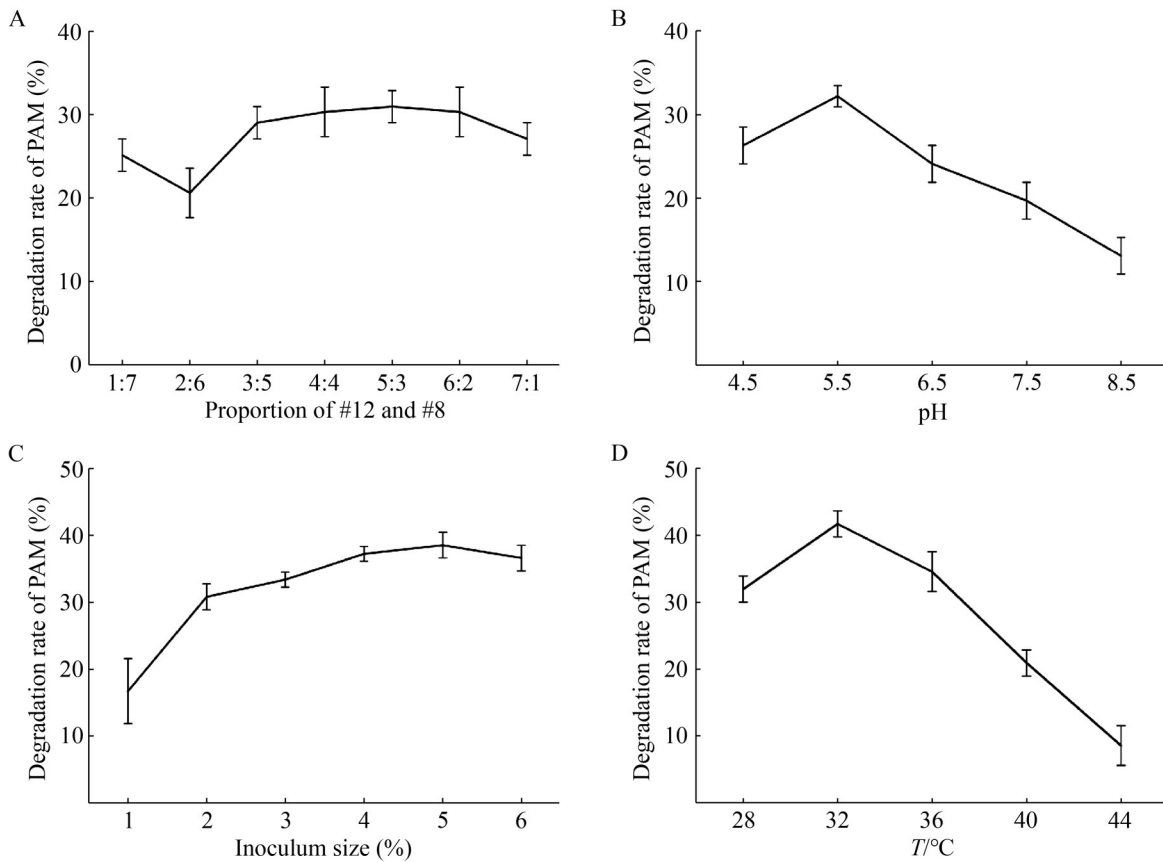 A
Degradation rate of PAM (%)
40
30
20
10
0
1:7 2:6 3:5 4:4 5:3 6:2 7:1
Proportion of #12 and #8
B
Degradation rate of PAM (%)
40
30
20
10
4.5 5.5 6.5 7.5 8.5
pH
C
Degradation rate of PAM (%)
50
40
30
20
10
1 2 3 4 5 6
Inoculum size (%)
D
Degradation rate of PAM (%)
50
40
30
20
10
28 32 36 40 44
T/°C